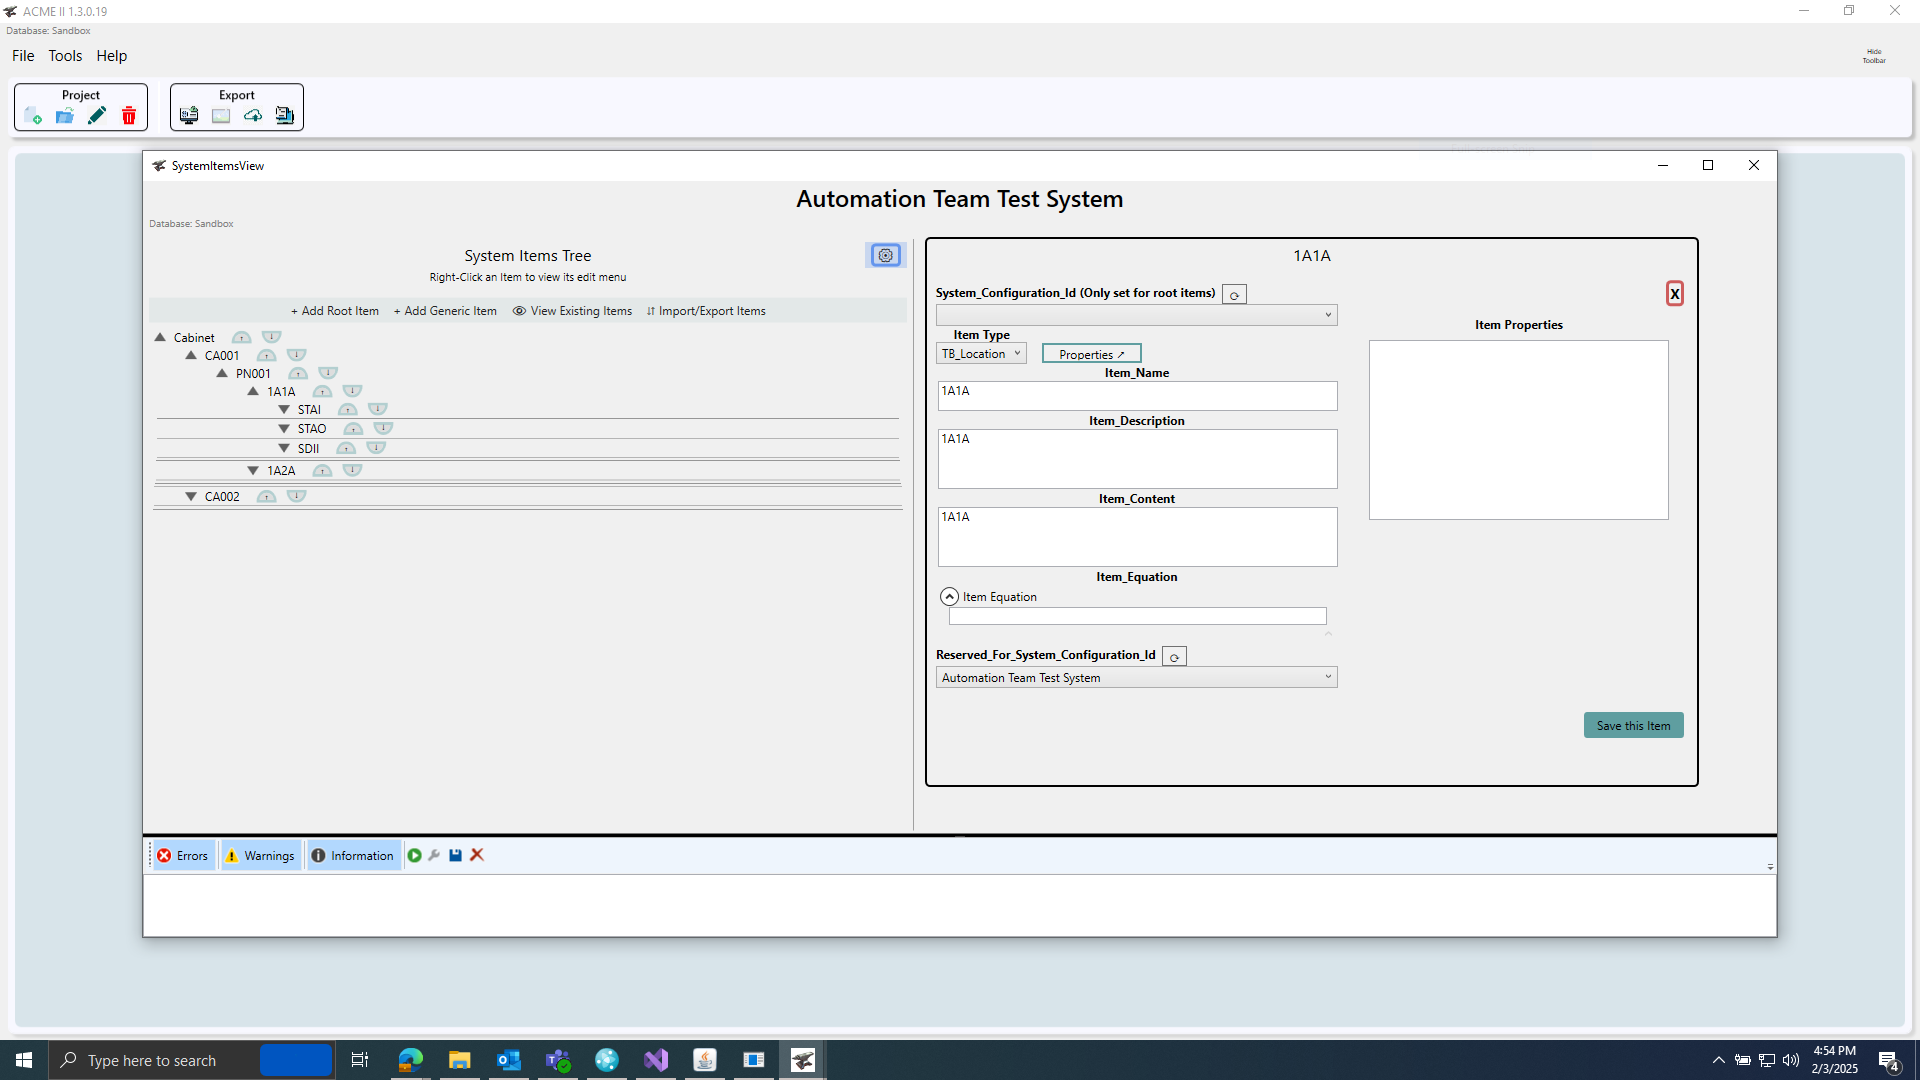 ACME II 1.3.0.19
Database: Sandbox
File Tools Help
Hide Toolbar
Project
Export
SystemItemsView
Automation Team Test System
Database: Sandbox
System Items Tree
Right-Click an Item to view its edit menu
+ Add Root Item + Add Generic Item View Existing Items Import/Export Items
Cabinet
CA001
PN001
1A1A
STAI
STAO
SDII
1A2A
CA002
1A1A
X
System_Configuration_Id (Only set for root items)
Item Type
TB_Location
Properties ↗
Item_Name
1A1A
Item_Description
1A1A
Item_Content
1A1A
Item_Equation
Item Equation
Reserved_For_System_Configuration_Id
Automation Team Test System
Item Properties
Save this Item
Errors Warnings Information
Type here to search
4:54 PM
2/3/2025
4